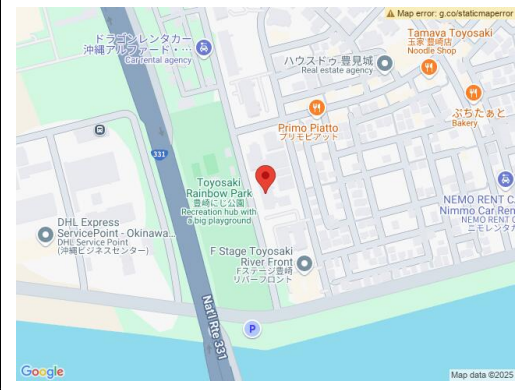 Map error: g.co/staticmaperror
ドラゴンレンタカー
沖縄アルファード・…
Car rental agency
Tamaya Toyosaki
玉家 豊崎店
Noodle Shop
ハウスドゥ 豊見城
Real estate agency
ぷちたぁと
Bakery
Primo Piatto
プリモピアット
331
Toyosaki
Rainbow Park
豊崎にじ公園
Recreation hub with
a big playground
NEMO RENT C
Nimmo Car Ren
NEMO RENT C
ニモレンタカ
DHL Express
ServicePoint - Okinawa...
DHL Service Point
(沖縄ビジネスセンター)
F Stage Toyosaki
River Front
Fステージ豊崎
リバーフロント
Nat'l Rte 331
P
Google
Map data ©2025